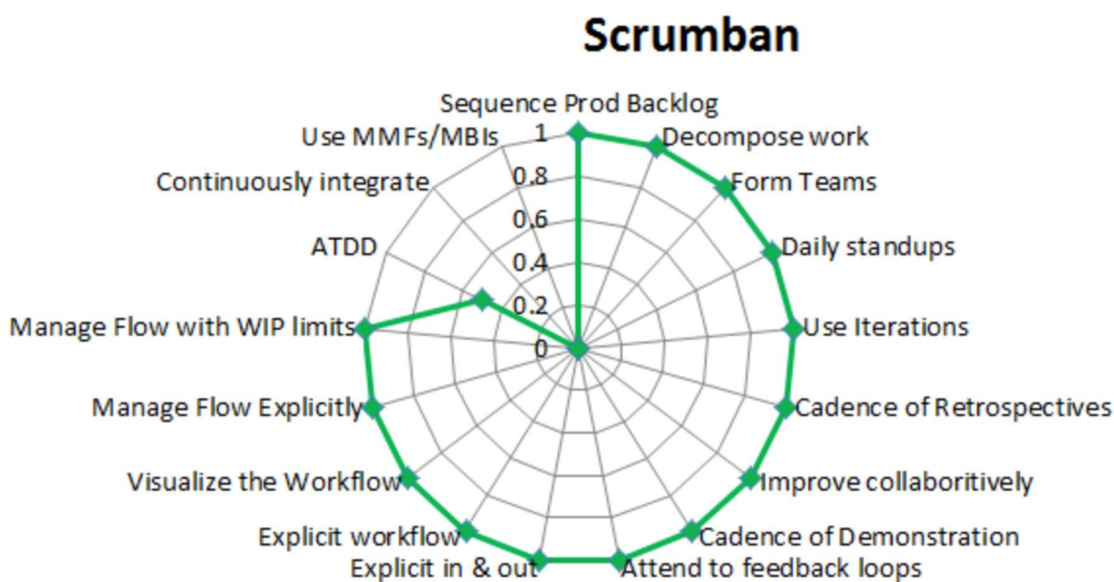 Scrumban
Sequence Prod Backlog
Use MMFs/MBIs
1
Decompose work
Continuously integrate
0.8
Form Teams
0.6
ATDD
Daily standups
0.4
0.2
Manage Flow with WIP limits
0
Use Iterations
Manage Flow Explicitly
Cadence of Retrospectives
Visualize the Workflow
Improve collaboritively
Explicit workflow
Cadence of Demonstration
Explicit in & out
Attend to feedback loops